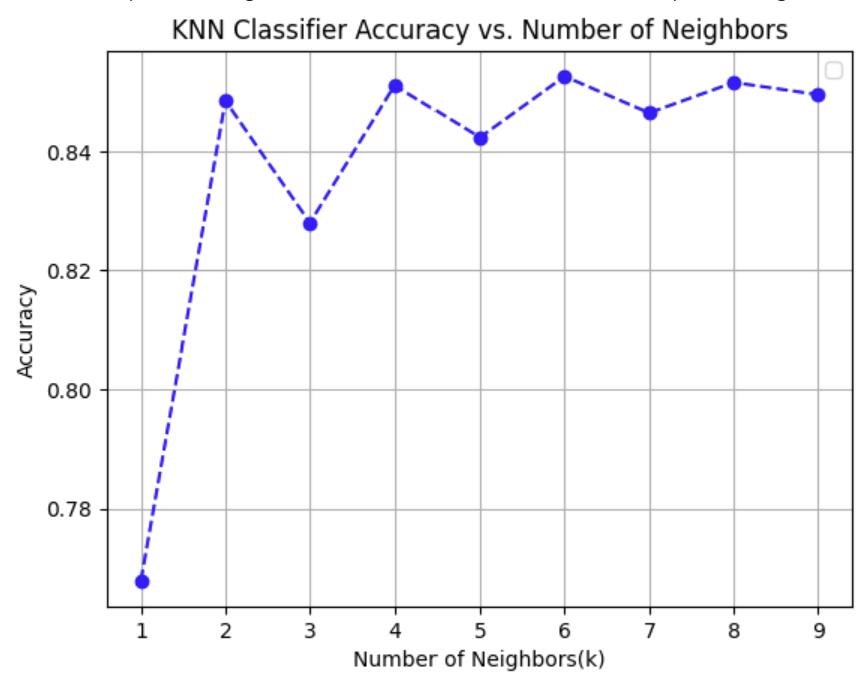 KNN Classifier Accuracy vs. Number of Neighbors
0.84
0.82
0.80
0.78
Accuracy
1 2 3 4 5 6 7 8 9
Number of Neighbors(k)